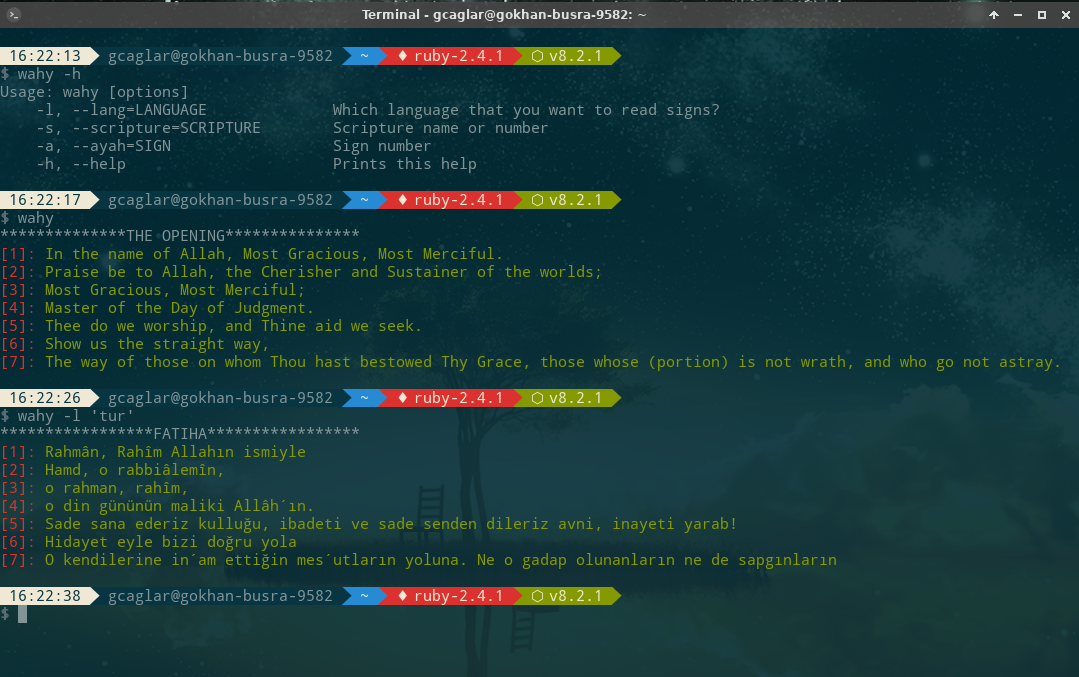 Terminal - gcaglar@gokhan-busra-9582: ~
16:22:13 gcaglar@gokhan-busra-9582 ~ ♦ ruby-2.4.1 ⬡ v8.2.1
$ wahy -h
Usage: wahy [options]
    -l, --lang=LANGUAGE              Which language that you want to read signs?
    -s, --scripture=SCRIPTURE        Scripture name or number
    -a, --ayah=SIGN                  Sign number
    -h, --help                       Prints this help
16:22:17 gcaglar@gokhan-busra-9582 ~ ♦ ruby-2.4.1 ⬡ v8.2.1
$ wahy
**************THE OPENING***************
[1]: In the name of Allah, Most Gracious, Most Merciful.
[2]: Praise be to Allah, the Cherisher and Sustainer of the worlds;
[3]: Most Gracious, Most Merciful;
[4]: Master of the Day of Judgment.
[5]: Thee do we worship, and Thine aid we seek.
[6]: Show us the straight way,
[7]: The way of those on whom Thou hast bestowed Thy Grace, those whose (portion) is not wrath, and who go not astray.
16:22:26 gcaglar@gokhan-busra-9582 ~ ♦ ruby-2.4.1 ⬡ v8.2.1
$ wahy -l 'tur'
*****************FATIHA*****************
[1]: Rahmân, Rahîm Allahın ismiyle
[2]: Hamd, o rabbiâlemîn,
[3]: o rahman, rahîm,
[4]: o din gününün maliki Allâh´ın.
[5]: Sade sana ederiz kulluğu, ibadeti ve sade senden dileriz avni, inayeti yarab!
[6]: Hidayet eyle bizi doğru yola
[7]: O kendilerine in´am ettiğin mes´utların yoluna. Ne o gadap olunanların ne de sapgınların
16:22:38 gcaglar@gokhan-busra-9582 ~ ♦ ruby-2.4.1 ⬡ v8.2.1
$